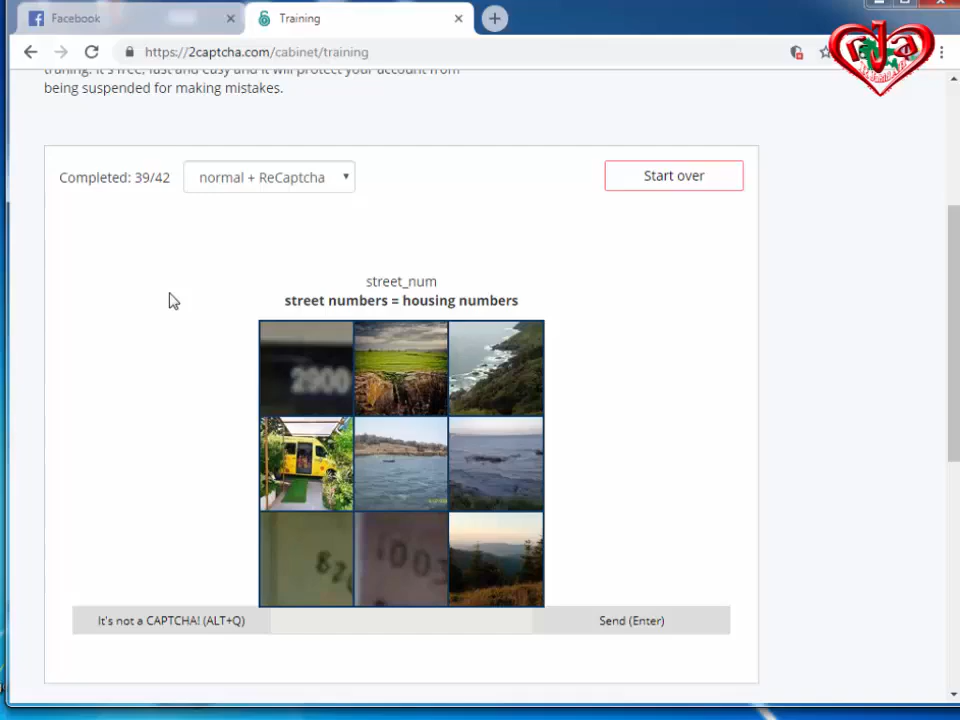 Facebook
Training
https://2captcha.com/cabinet/training
being suspended for making mistakes.
Completed: 39/42
normal + ReCaptcha
Start over
street_num
street numbers = housing numbers
2900
1003
It's not a CAPTCHA! (ALT+Q)
Send (Enter)